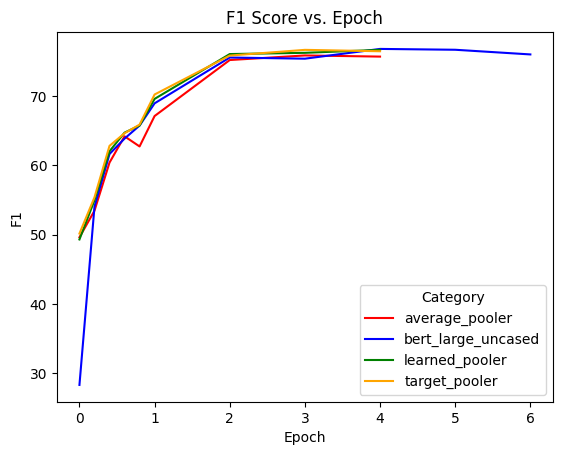 F1 Score vs. Epoch
F1
70
60
50
40
30
0 1 2 3 4 5 6
Epoch
Category
average_pooler
bert_large_uncased
learned_pooler
target_pooler